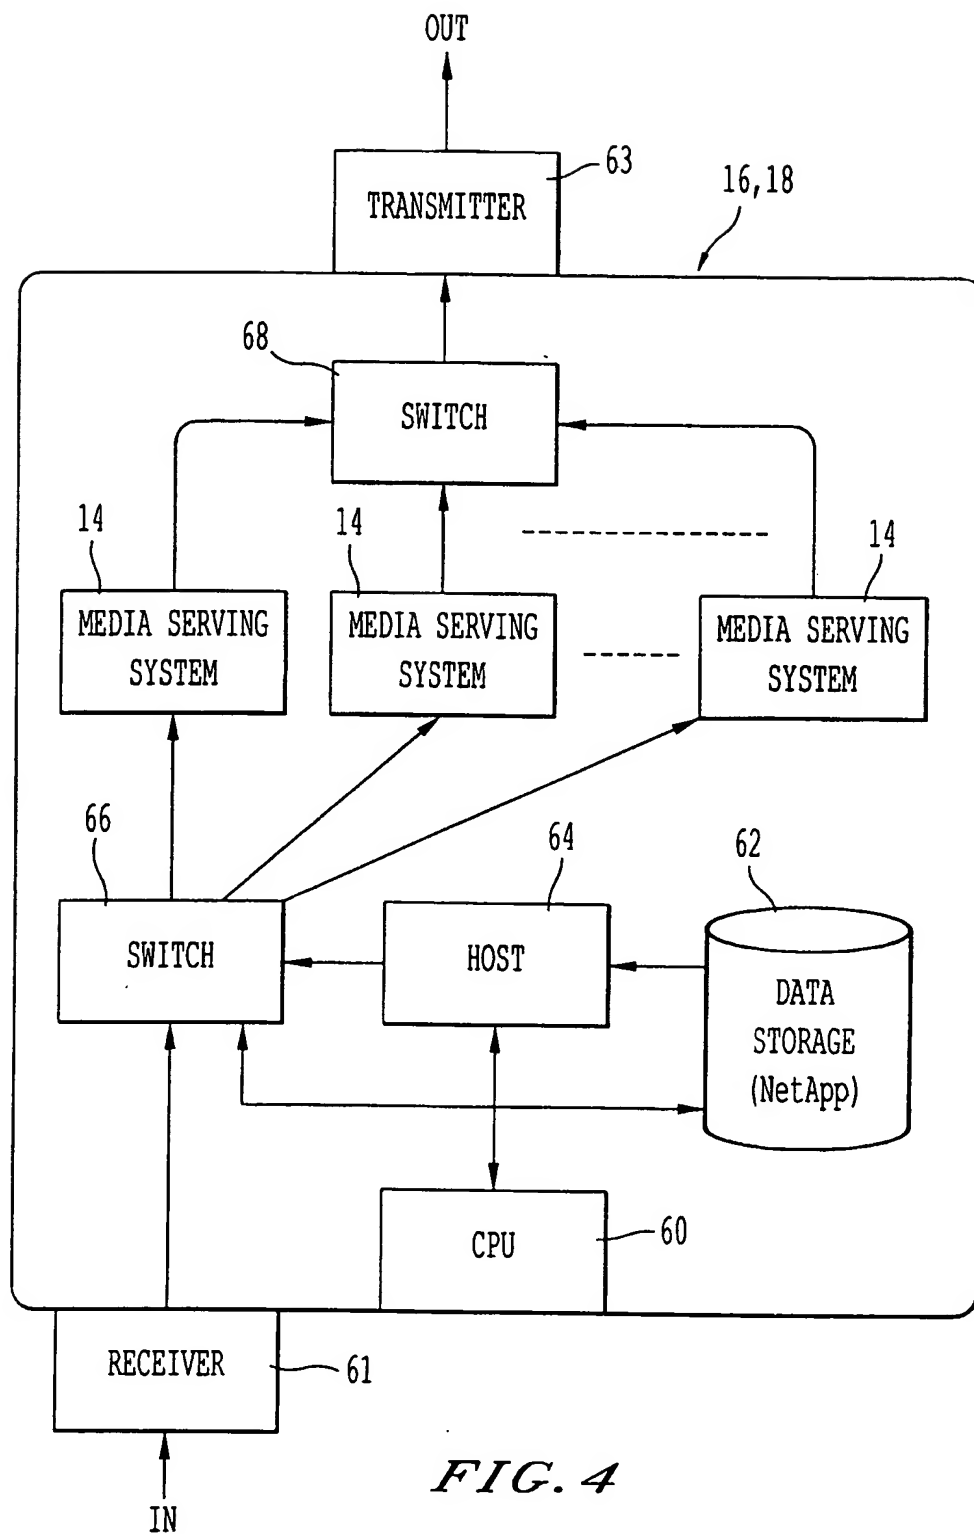 OUT
63
TRANSMITTER
16,18
68
SWITCH
14
14
14
MEDIA SERVING
SYSTEM
MEDIA SERVING
SYSTEM
MEDIA SERVING
SYSTEM
66
64
62
SWITCH
HOST
DATA
STORAGE
(NetApp)
CPU
60
RECEIVER
61
IN
FIG. 4